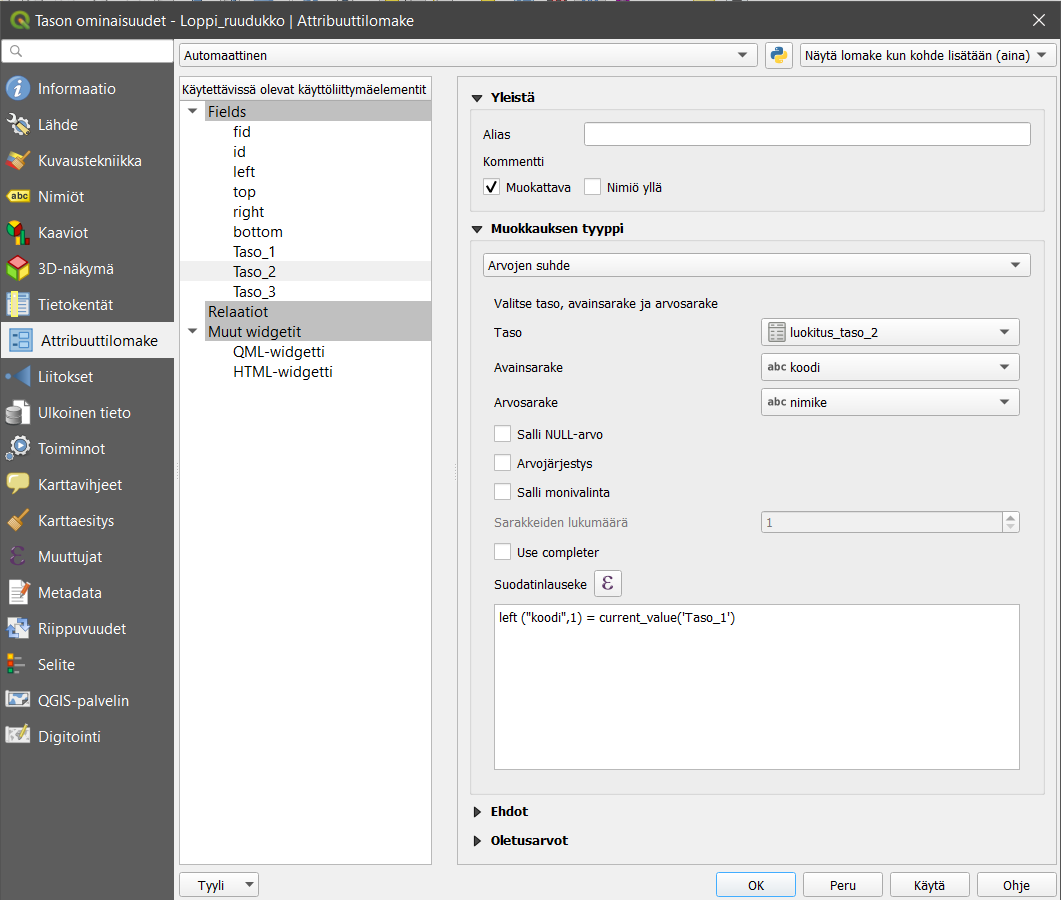 Tason ominaisuudet - Loppi_ruudukko | Attribuuttilomake
Automaattinen
Näytä lomake kun kohde lisätään (aina)
Informaatio
Lähde
Kuvaustekniikka
abc Nimiöt
Kaaviot
3D-näkymä
Tietokentät
Attribuuttilomake
Liitokset
Ulkoinen tieto
Toiminnot
Karttavihjeet
Karttaesitys
Muuttujat
Metadata
Riippuvuudet
Selite
QGIS-palvelin
Digitointi
Käytettävissä olevat käyttöliittymäelementit
Fields
fid
id
left
top
right
bottom
Taso_1
Taso_2
Taso_3
Relaatiot
Muut widgetit
QML-widgetti
HTML-widgetti
Yleistä
Alias
Kommentti
Muokattava
Nimiö yllä
Muokkauksen tyyppi
Arvojen suhde
Valitse taso, avainsarake ja arvosarake
Taso
luokitus_taso_2
Avainsarake
abc koodi
Arvosarake
abc nimike
Salli NULL-arvo
Arvojärjestys
Salli monivalinta
Sarakkeiden lukumäärä
1
Use completer
Suodatinlauseke
ε
left ("koodi",1) = current_value('Taso_1')
Ehdot
Oletusarvot
Tyyli
OK
Peru
Käytä
Ohje